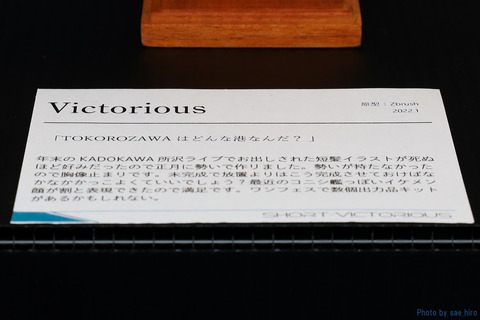 Victorious
原型：Zbrush
2022.1
「TOKOROZAWA はどんな港なんだ？」
年末の KADOKAWA 所沢ライブでお出しされた短髪イラストが死ぬ
ほど好みだったので正月に勢いで作りました。勢いが持たなかった
ので胸像止まりです。未完成で放置よりはこう完成させておけばな
かなかかっこよくていいでしょう？最近のコニシ艦っぽいイケメン
顔が割と表現できたので満足です。ワンフェスで数個出力品キット
があるかもしれない。
SHORT-VICTORIOUS
Photo by sae hiro